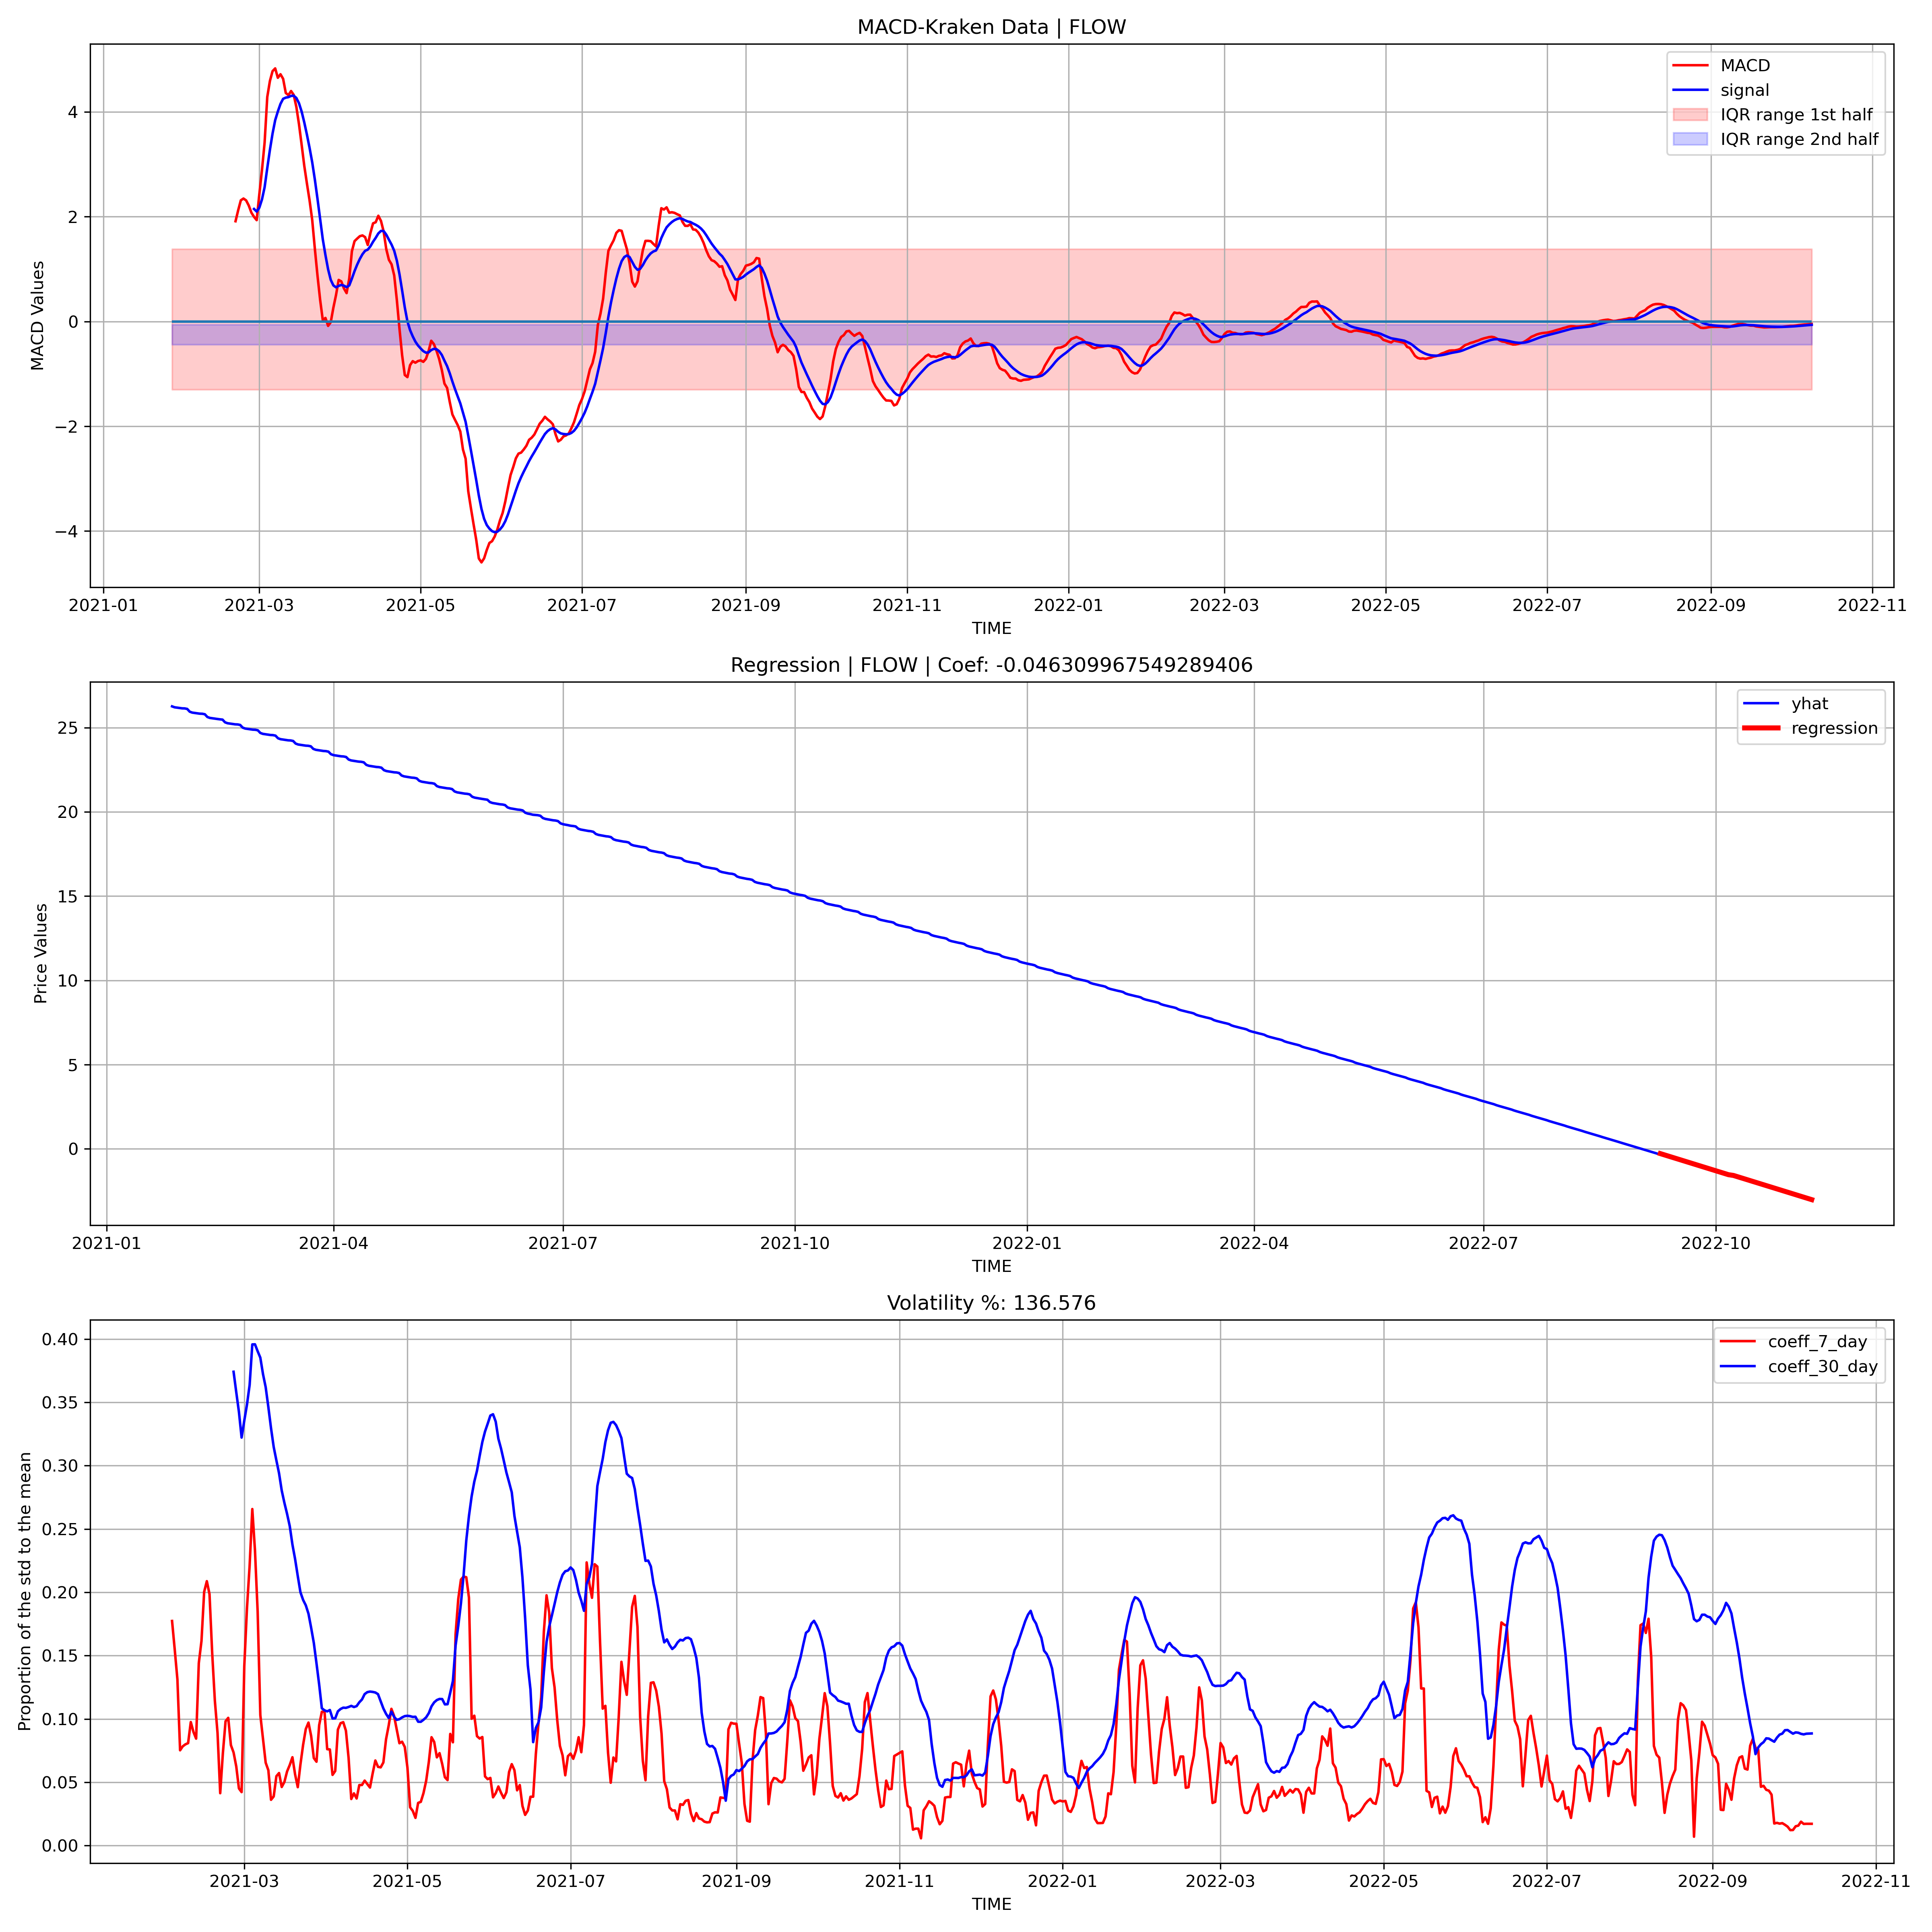 MACD-Kraken Data | FLOW
MACD
signal
IQR range 1st half
IQR range 2nd half
MACD Values
4
2
0
−2
−4
2021-01 2021-03 2021-05 2021-07 2021-09 2021-11 2022-01 2022-03 2022-05 2022-07 2022-09 2022-11
TIME
Regression | FLOW | Coef: -0.046309967549289406
yhat
regression
Price Values
25
20
15
10
5
0
2021-01 2021-04 2021-07 2021-10 2022-01 2022-04 2022-07 2022-10
TIME
Volatility %: 136.576
coeff_7_day
coeff_30_day
Proportion of the std to the mean
0.40
0.35
0.30
0.25
0.20
0.15
0.10
0.05
0.00
2021-03 2021-05 2021-07 2021-09 2021-11 2022-01 2022-03 2022-05 2022-07 2022-09 2022-11
TIME